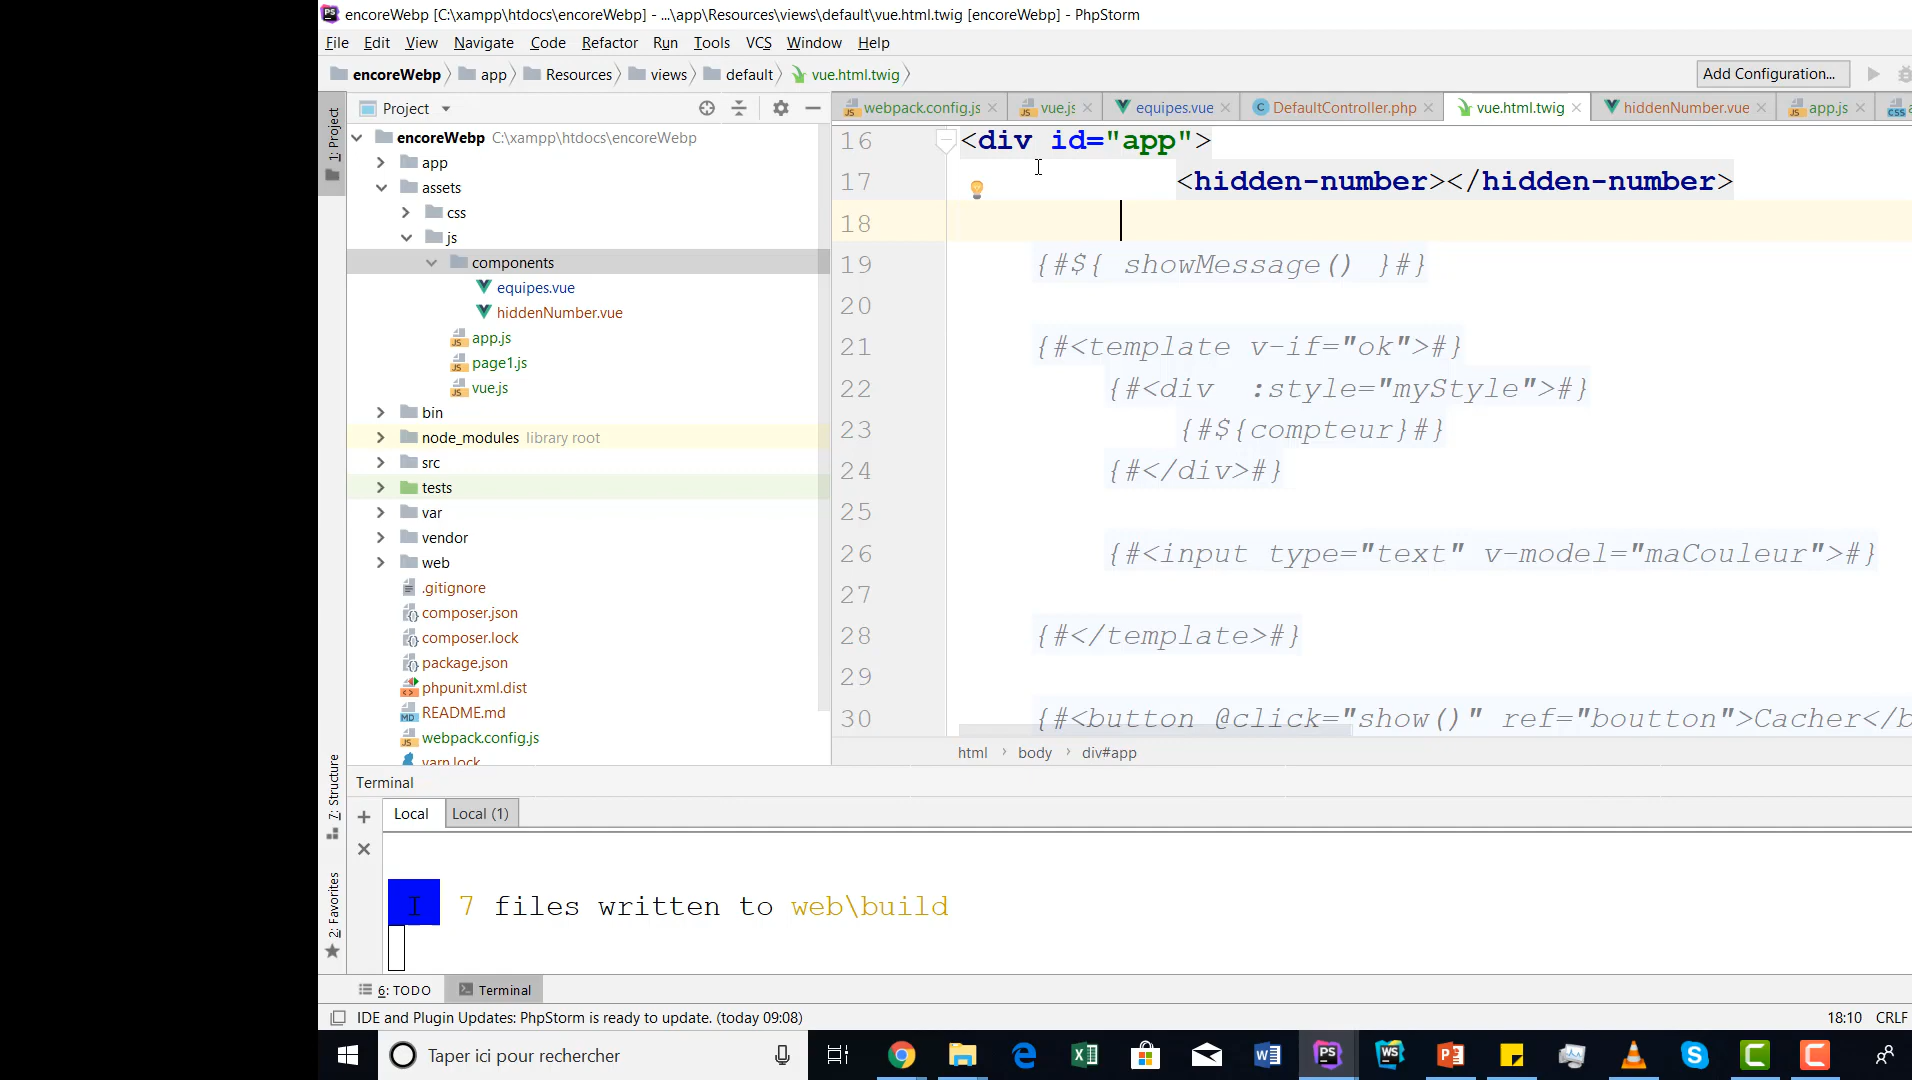 encoreWebp [C:\xampp\htdocs\encoreWebp] - ...\app\Resources\views\default\vue.html.twig [encoreWebp] - PhpStorm
File Edit View Navigate Code Refactor Run Tools VCS Window Help
encoreWebp app Resources views default vue.html.twig Add Configuration...
Project webpack.config.js vue.js equipes.vue DefaultController.php vue.html.twig hiddenNumber.vue app.js
1: Project
encoreWebp C:\xampp\htdocs\encoreWebp
app
assets
css
js
components
equipes.vue
hiddenNumber.vue
app.js
page1.js
vue.js
bin
node_modules library root
src
tests
var
vendor
web
.gitignore
composer.json
composer.lock
package.json
phpunit.xml.dist
README.md
webpack.config.js
yarn.lock
16 <div id="app">
17 <hidden-number></hidden-number>
18
19 {#${ showMessage() }#}
20
21 {#<template v-if="ok">#}
22 {#<div :style="myStyle">#}
23 {#${compteur}#}
24 {#</div>#}
25
26 {#<input type="text" v-model="maCouleur">#}
27
28 {#</template>#}
29
30 {#<button @click="show()" ref="boutton">Cacher</b
html body div#app
7: Structure
2: Favorites
Terminal
Local Local (1)
I 7 files written to web\build
6: TODO Terminal
IDE and Plugin Updates: PhpStorm is ready to update. (today 09:08) 18:10 CRLF
Taper ici pour rechercher